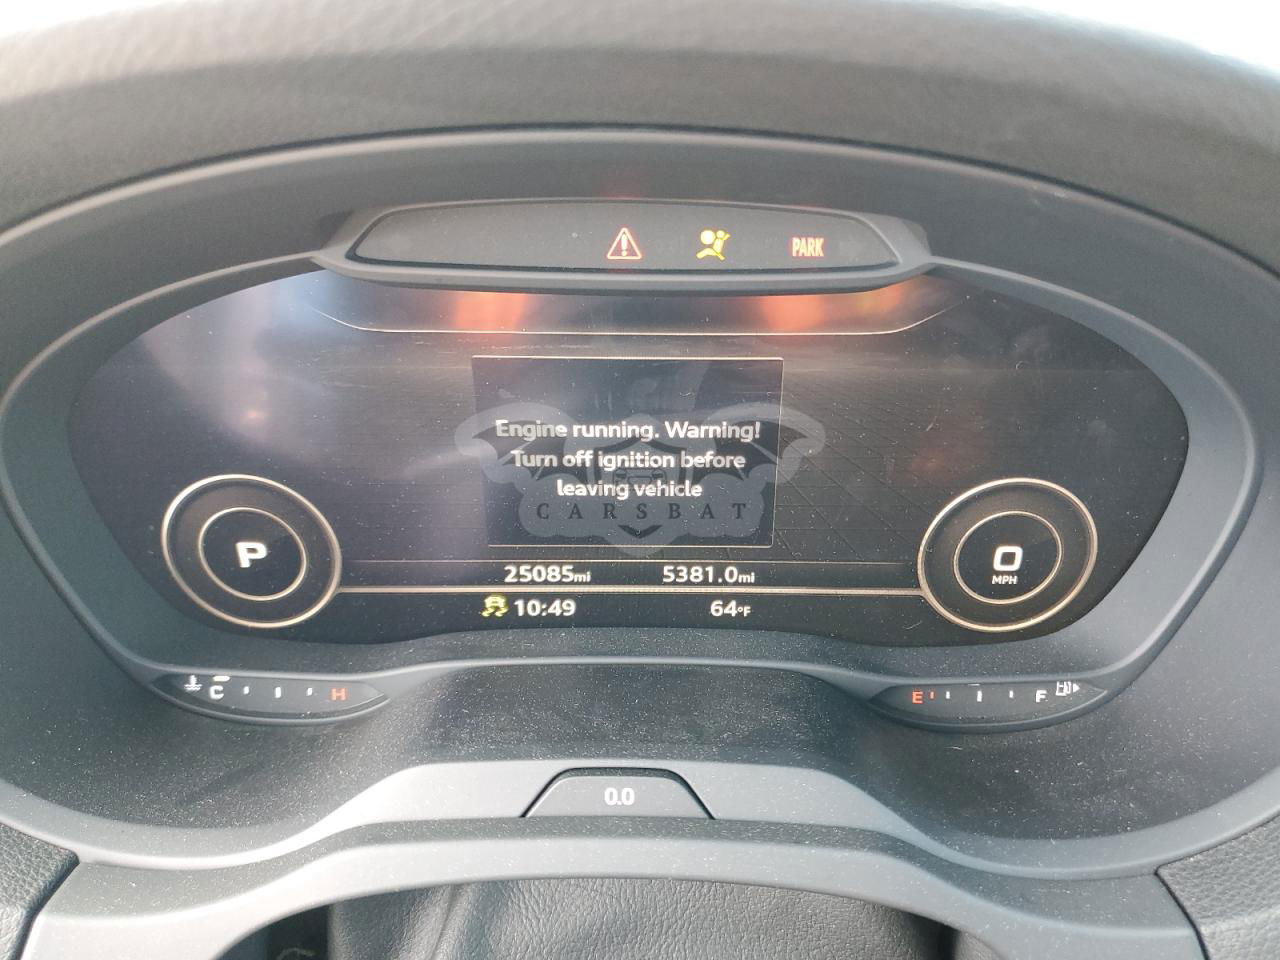 PARK
Engine running. Warning!
Turn off ignition before
leaving vehicle
CARSBAT
P
0
MPH
25085mi 5381.0mi
10:49 64°F
C H
E F
0.0